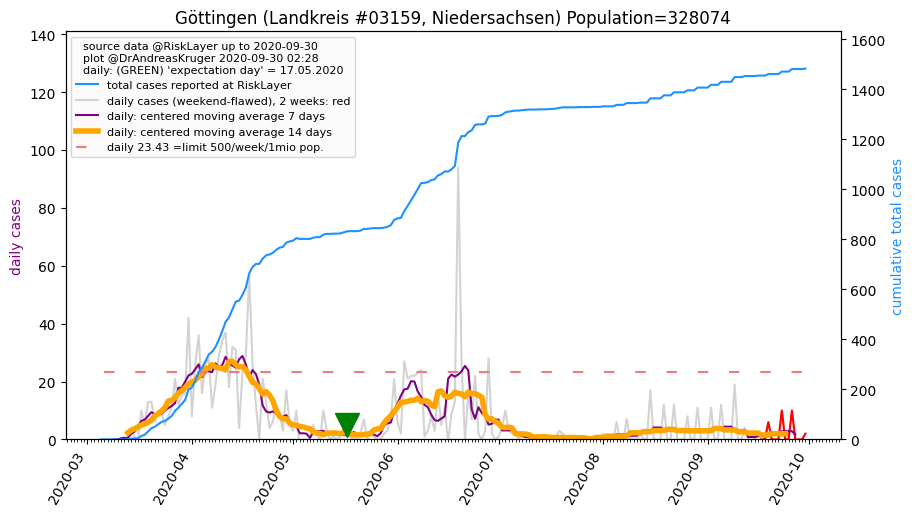 Göttingen (Landkreis #03159, Niedersachsen) Population=328074
source data @RiskLayer up to 2020-09-30
plot @DrAndreasKruger 2020-09-30 02:28
daily: (GREEN) 'expectation day' = 17.05.2020
total cases reported at RiskLayer
daily cases (weekend-flawed), 2 weeks: red
daily: centered moving average 7 days
daily: centered moving average 14 days
daily 23.43 =limit 500/week/1mio pop.
daily cases
140
120
100
80
60
40
20
0
cumulative total cases
1600
1400
1200
1000
800
600
400
200
0
2020-03
2020-04
2020-05
2020-06
2020-07
2020-08
2020-09
2020-10